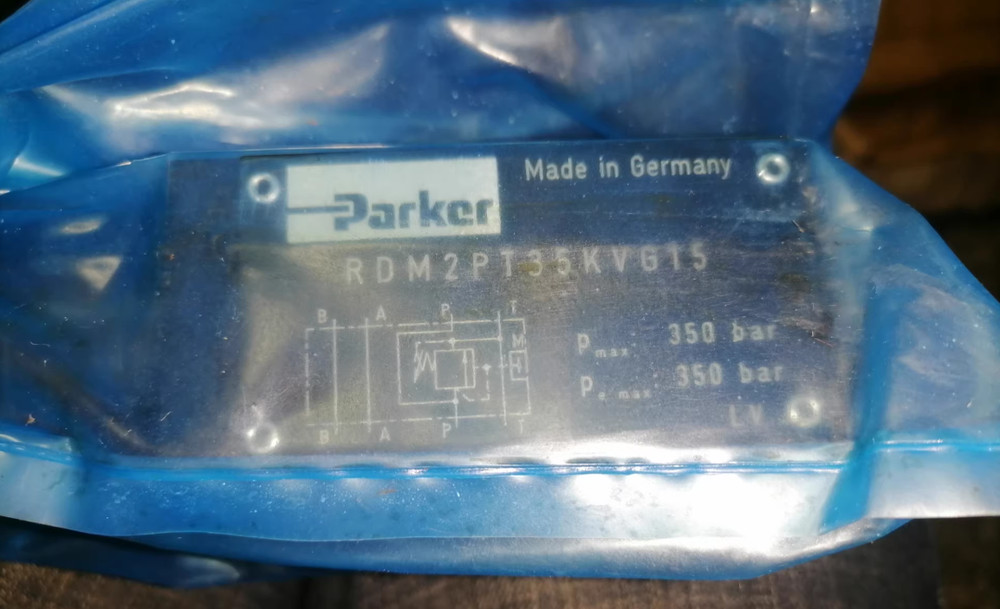 Made in Germany
Parker
RDM2PT35KVG15
B A P T
M
Pmax. 350 bar
Pe max. 350 bar
LV
B A P T